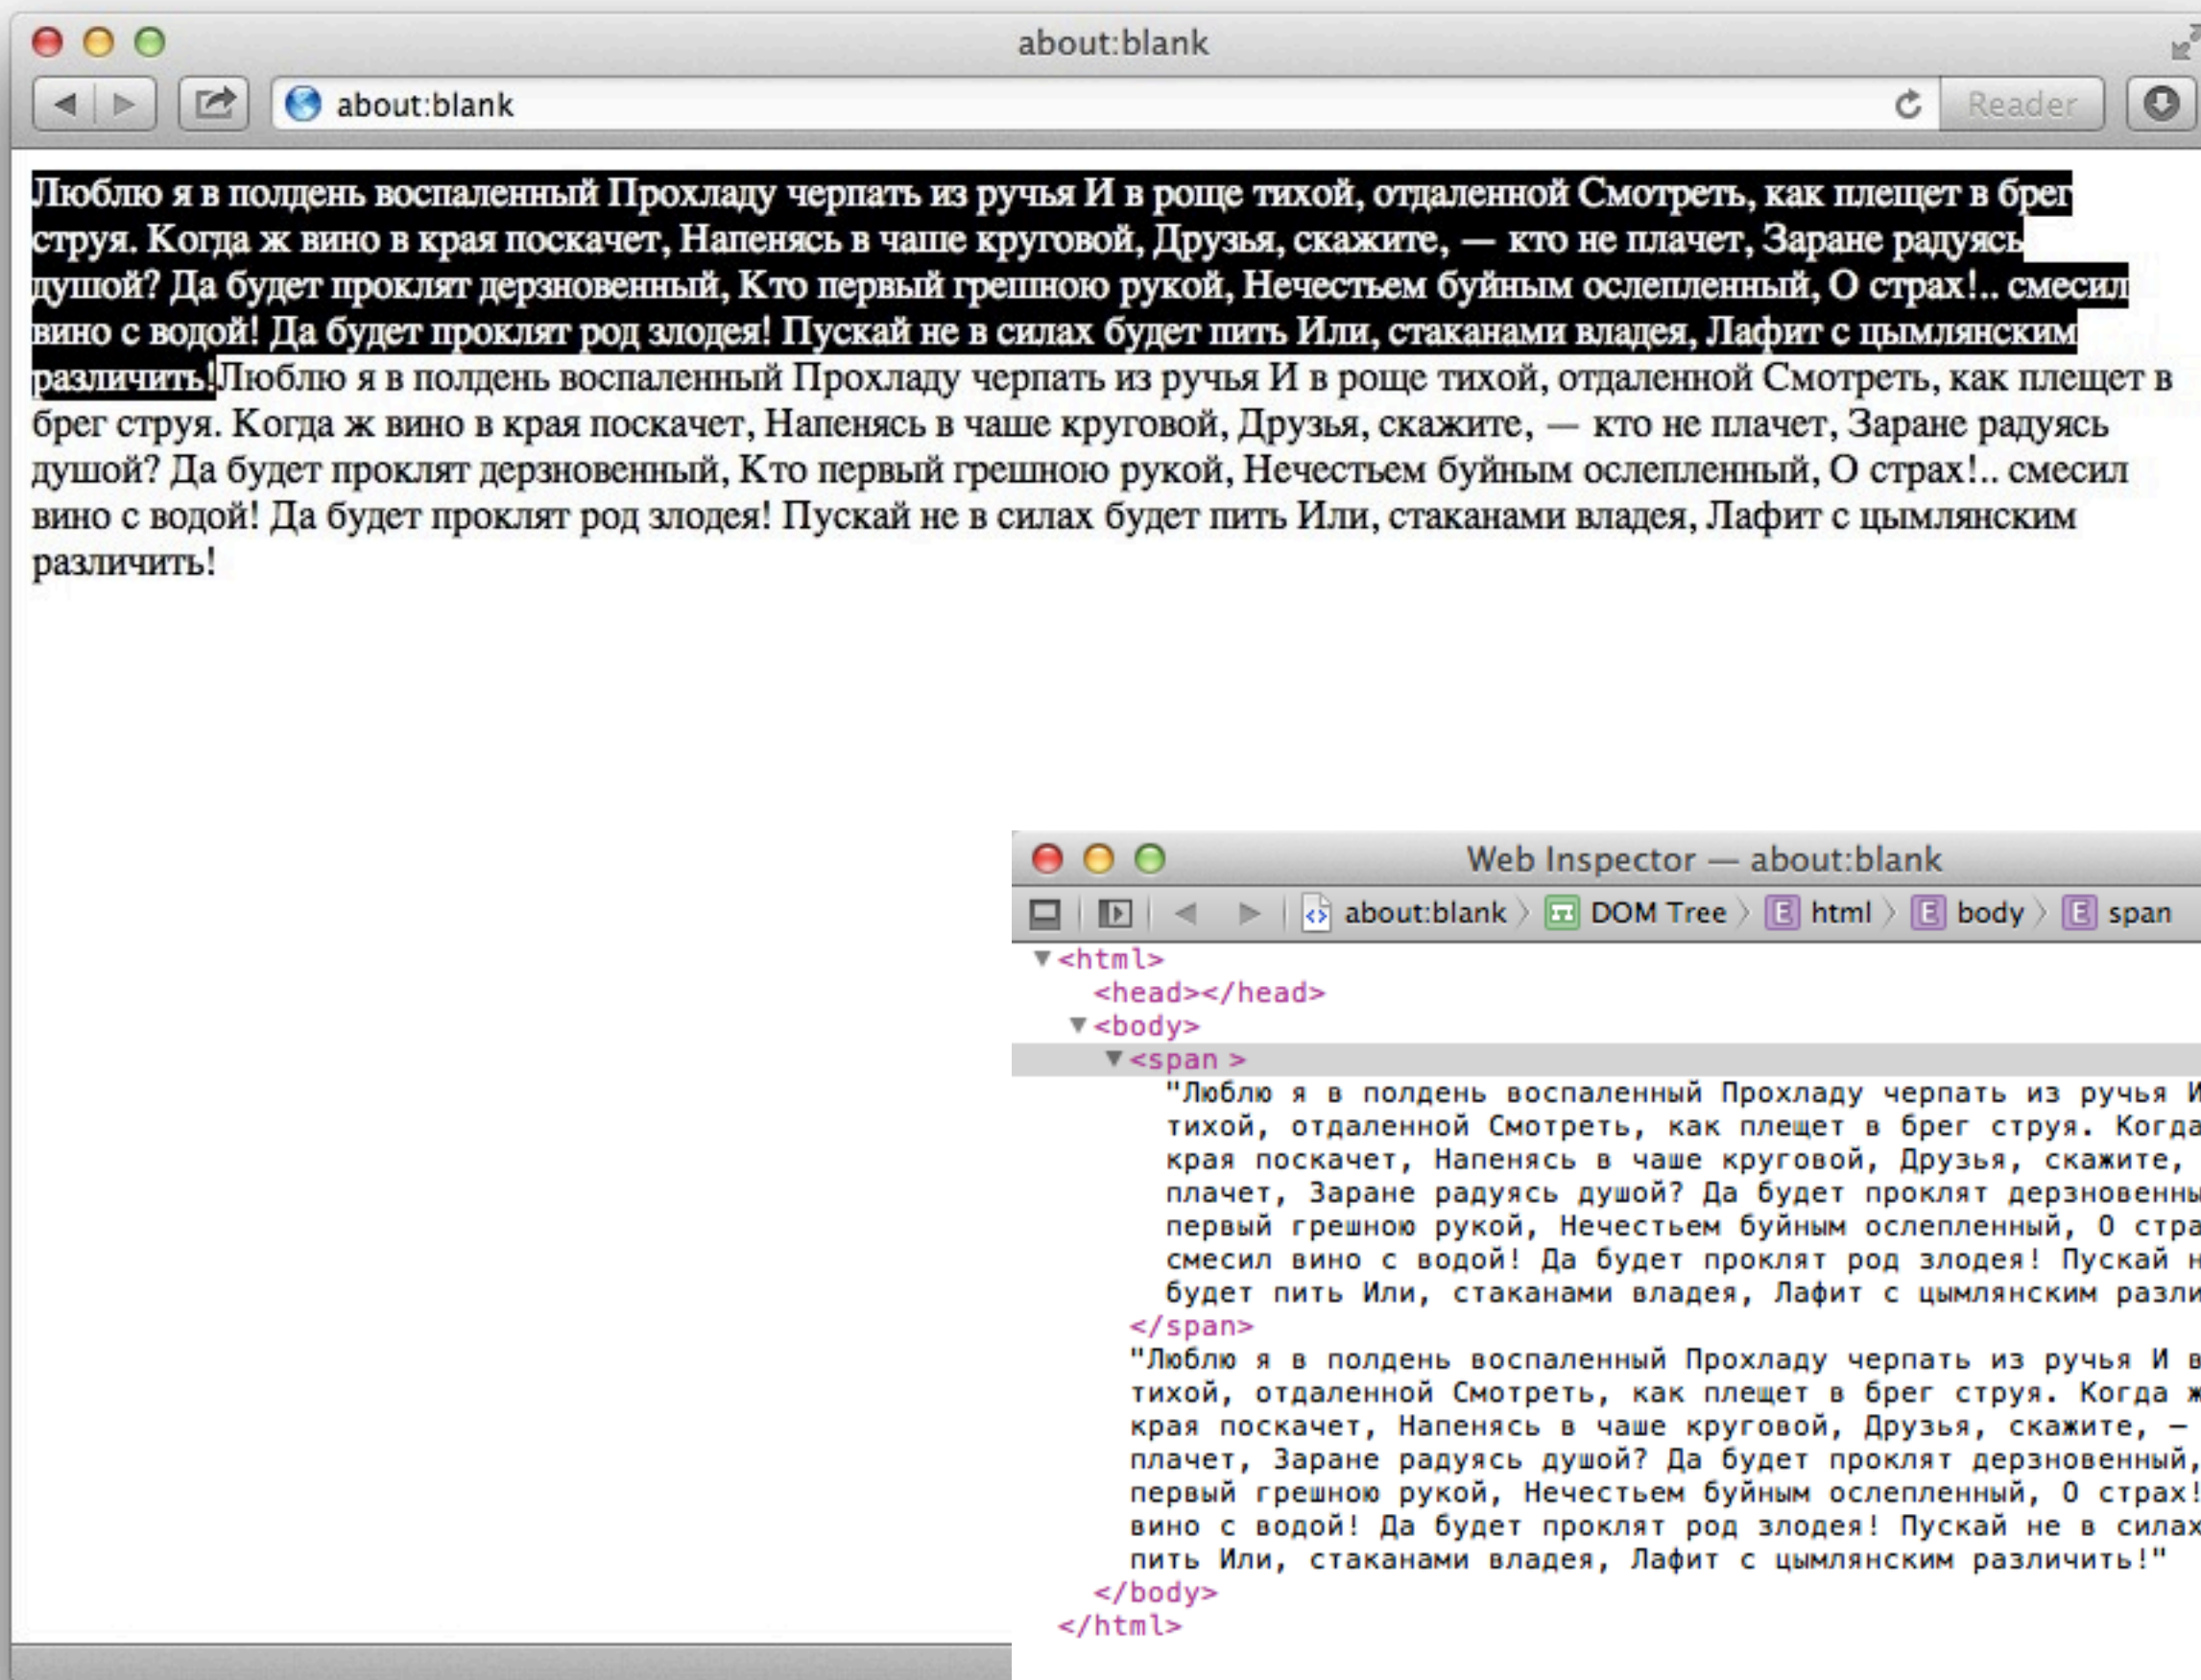 about:blank
about:blank
Reader
Люблю я в полдень воспаленный Прохладу черпать из ручья И в роще тихой, отдаленной Смотреть, как плещет в брег
струя. Когда ж вино в края поскачет, Напенясь в чаше круговой, Друзья, скажите, — кто не плачет, Заране радуясь
душой? Да будет проклят дерзновенный, Кто первый грешною рукой, Нечестьем буйным ослепленный, О страх!.. смесил
вино с водой! Да будет проклят род злодея! Пускай не в силах будет пить Или, стаканами владея, Лафит с цымлянским
различить!Люблю я в полдень воспаленный Прохладу черпать из ручья И в роще тихой, отдаленной Смотреть, как плещет в
брег струя. Когда ж вино в края поскачет, Напенясь в чаше круговой, Друзья, скажите, — кто не плачет, Заране радуясь
душой? Да будет проклят дерзновенный, Кто первый грешною рукой, Нечестьем буйным ослепленный, О страх!.. смесил
вино с водой! Да будет проклят род злодея! Пускай не в силах будет пить Или, стаканами владея, Лафит с цымлянским
различить!
Web Inspector — about:blank
about:blank DOM Tree E html E body E span
<html>
<head></head>
<body>
<span >
"Люблю я в полдень воспаленный Прохладу черпать из ручья И
тихой, отдаленной Смотреть, как плещет в брег струя. Когда
края поскачет, Напенясь в чаше круговой, Друзья, скажите,
плачет, Заране радуясь душой? Да будет проклят дерзновенны
первый грешною рукой, Нечестьем буйным ослепленный, О стра
смесил вино с водой! Да будет проклят род злодея! Пускай н
будет пить Или, стаканами владея, Лафит с цымлянским разли
</span>
"Люблю я в полдень воспаленный Прохладу черпать из ручья И в
тихой, отдаленной Смотреть, как плещет в брег струя. Когда ж
края поскачет, Напенясь в чаше круговой, Друзья, скажите, —
плачет, Заране радуясь душой? Да будет проклят дерзновенный,
первый грешною рукой, Нечестьем буйным ослепленный, О страх!
вино с водой! Да будет проклят род злодея! Пускай не в силах
пить Или, стаканами владея, Лафит с цымлянским различить!"
</body>
</html>